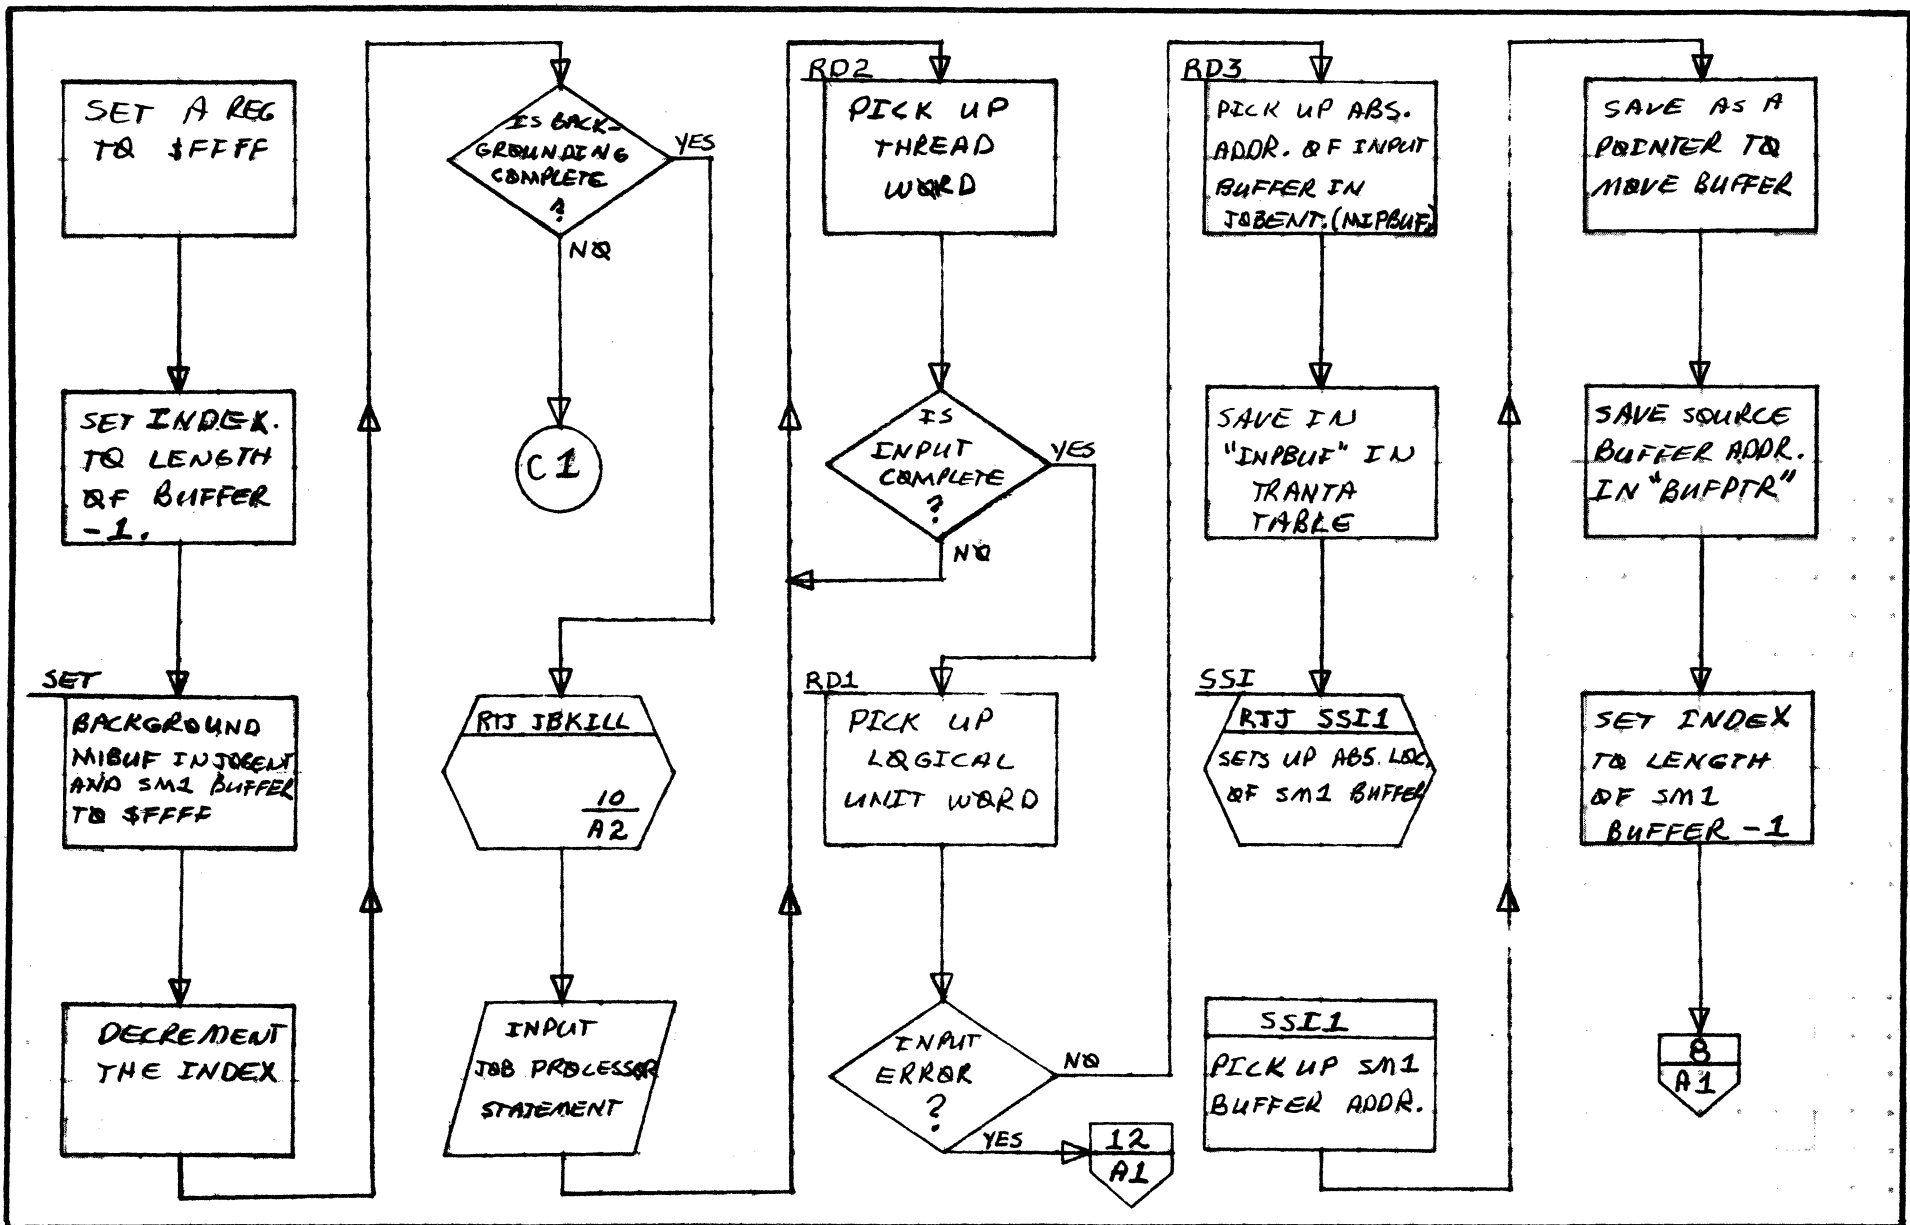 SET A REG
TO $FFFF
SET INDEX.
TO LENGTH
OF BUFFER
-1.
SET
BACKGROUND
MIBUF IN JOBENT
AND SM1 BUFFER
TO $FFFF
DECREMENT
THE INDEX
IS BACK-
GROUNDING
COMPLETE
?
YES
NO
C1
RTJ JBKILL
10
A2
INPUT
JOB PROCESSOR
STATEMENT
RD2
PICK UP
THREAD
WORD
IS
INPUT
COMPLETE
?
YES
NO
RD1
PICK UP
LOGICAL
UNIT WORD
INPUT
ERROR
?
NO
YES
12
A1
RD3
PICK UP ABS.
ADDR. OF INPUT
BUFFER IN
JOBENT.(MIPBUF)
SAVE IN
"INPBUF" IN
TRANTA
TABLE
SSI
RTJ SSI1
SETS UP ABS. LOC.
OF SM1 BUFFER
SSI1
PICK UP SM1
BUFFER ADDR.
SAVE AS A
POINTER TO
MOVE BUFFER
SAVE SOURCE
BUFFER ADDR.
IN "BUFPTR"
SET INDEX
TO LENGTH
OF SM1
BUFFER -1
8
A1